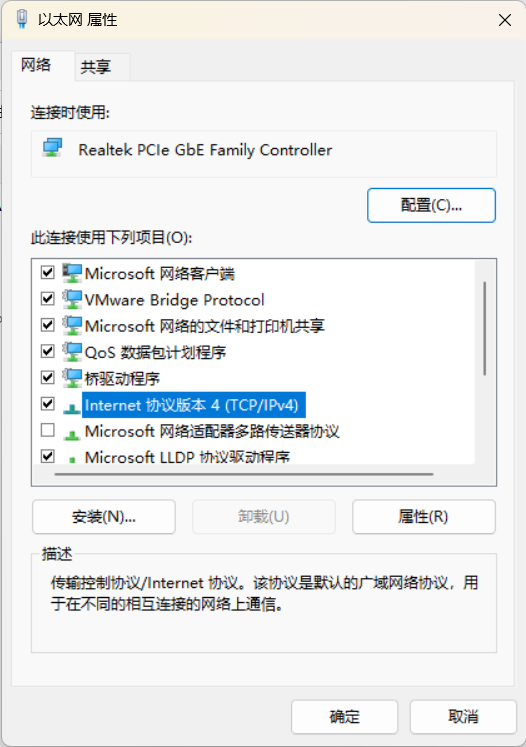 以太网 属性
网络
共享
连接时使用:
Realtek PCIe GbE Family Controller
配置(C)...
此连接使用下列项目(O):
Microsoft 网络客户端
VMware Bridge Protocol
Microsoft 网络的文件和打印机共享
QoS 数据包计划程序
桥驱动程序
Internet 协议版本 4 (TCP/IPv4)
Microsoft 网络适配器多路传送器协议
Microsoft LLDP 协议驱动程序
安装(N)...
卸载(U)
属性(R)
描述
传输控制协议/Internet 协议。该协议是默认的广域网络协议，用
于在不同的相互连接的网络上通信。
确定
取消